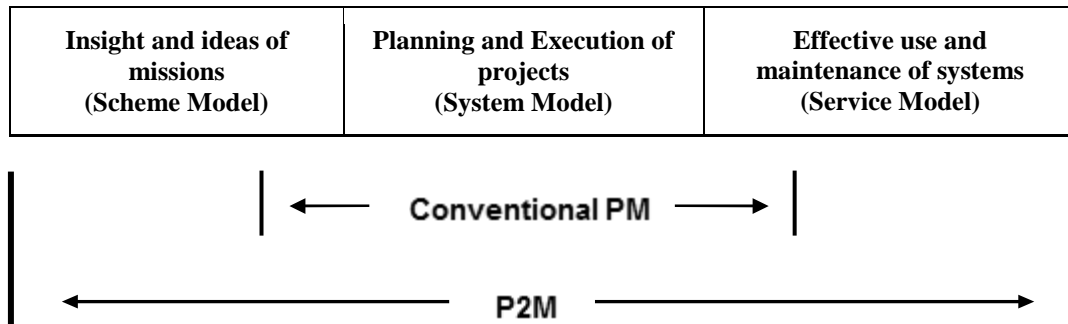 Insight and ideas of
missions
(Scheme Model)
Planning and Execution of
projects
(System Model)
Effective use and
maintenance of systems
(Service Model)
Conventional PM
P2M